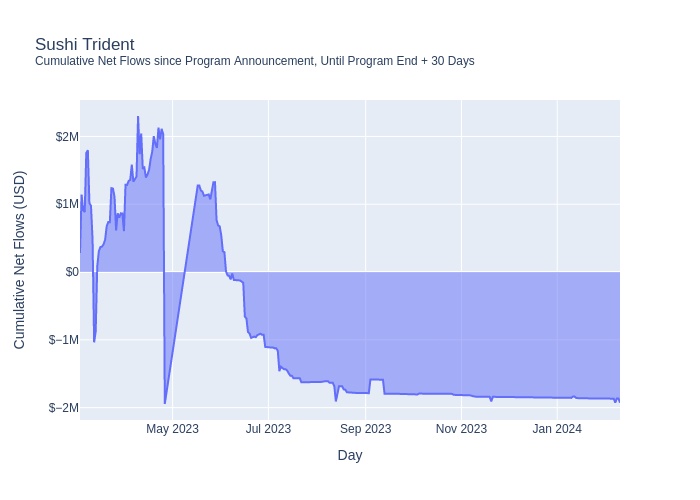 Sushi Trident
Cumulative Net Flows since Program Announcement, Until Program End + 30 Days
Cumulative Net Flows (USD)
$2M
$1M
$0
$−1M
$−2M
May 2023 Jul 2023 Sep 2023 Nov 2023 Jan 2024
Day